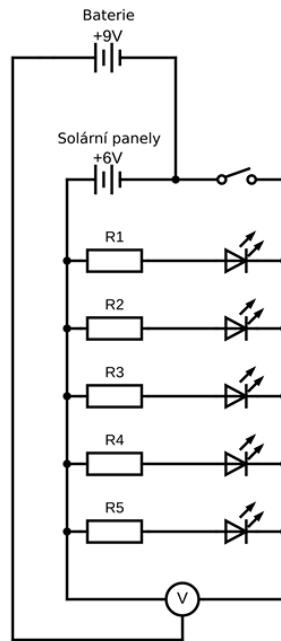 Baterie
+9V
Solární panely
+6V
R1
R2
R3
R4
R5
V